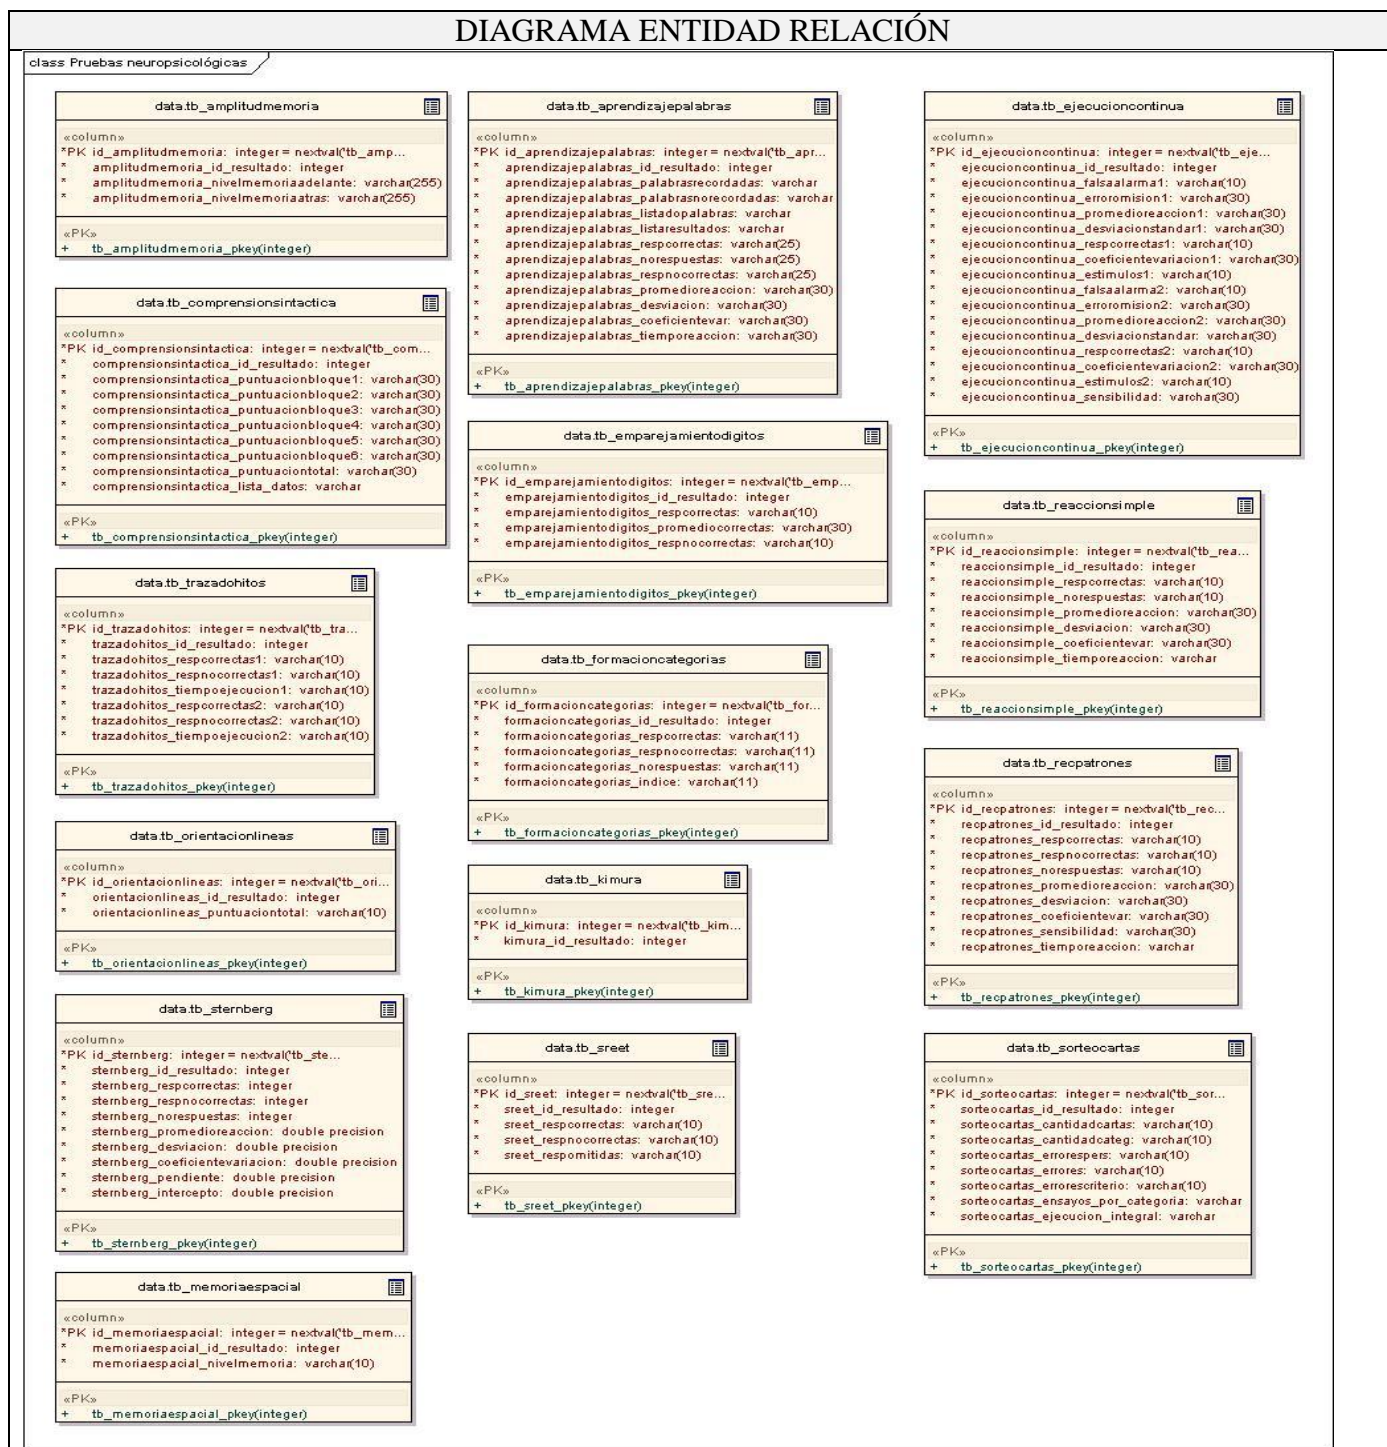 DIAGRAMA ENTIDAD RELACIÓN
class Pruebas neuropsicológicas
data.tb_amplitudmemoria
«column»
*PK id_amplitudmemoria: integer = nextval('tb_amp...
* amplitudmemoria_id_resultado: integer
* amplitudmemoria_nivelmemoriaadelante: varchar(255)
* amplitudmemoria_nivelmemoriaatras: varchar(255)
«PK»
+ tb_amplitudmemoria_pkey(integer)
data.tb_comprensionsintactica
«column»
*PK id_comprensionsintactica: integer = nextval('tb_com...
* comprensionsintactica_id_resultado: integer
* comprensionsintactica_puntuacionbloque1: varchar(30)
* comprensionsintactica_puntuacionbloque2: varchar(30)
* comprensionsintactica_puntuacionbloque3: varchar(30)
* comprensionsintactica_puntuacionbloque4: varchar(30)
* comprensionsintactica_puntuacionbloque5: varchar(30)
* comprensionsintactica_puntuacionbloque6: varchar(30)
* comprensionsintactica_puntuaciontotal: varchar(30)
* comprensionsintactica_lista_datos: varchar
«PK»
+ tb_comprensionsintactica_pkey(integer)
data.tb_trazadohitos
«column»
*PK id_trazadohitos: integer = nextval('tb_tra...
* trazadohitos_id_resultado: integer
* trazadohitos_respcorrectas1: varchar(10)
* trazadohitos_respnocorrectas1: varchar(10)
* trazadohitos_tiempoejecucion1: varchar(10)
* trazadohitos_respcorrectas2: varchar(10)
* trazadohitos_respnocorrectas2: varchar(10)
* trazadohitos_tiempoejecucion2: varchar(10)
«PK»
+ tb_trazadohitos_pkey(integer)
data.tb_orientacionlineas
«column»
*PK id_orientacionlineas: integer = nextval('tb_ori...
* orientacionlineas_id_resultado: integer
* orientacionlineas_puntuaciontotal: varchar(10)
«PK»
+ tb_orientacionlineas_pkey(integer)
data.tb_sternberg
«column»
*PK id_sternberg: integer = nextval('tb_ste...
* sternberg_id_resultado: integer
* sternberg_respcorrectas: integer
* sternberg_respnocorrectas: integer
* sternberg_norespuestas: integer
* sternberg_promedioreaccion: double precision
* sternberg_desviacion: double precision
* sternberg_coeficientevariacion: double precision
* sternberg_pendiente: double precision
* sternberg_intercepto: double precision
«PK»
+ tb_sternberg_pkey(integer)
data.tb_memoriaespacial
«column»
*PK id_memoriaespacial: integer = nextval('tb_mem...
* memoriaespacial_id_resultado: integer
* memoriaespacial_nivelmemoria: varchar(10)
«PK»
+ tb_memoriaespacial_pkey(integer)
data.tb_aprendizajepalabras
«column»
*PK id_aprendizajepalabras: integer = nextval('tb_apr...
* aprendizajepalabras_id_resultado: integer
* aprendizajepalabras_palabrasrecordadas: varchar
* aprendizajepalabras_palabrasnorecordadas: varchar
* aprendizajepalabras_listadopalabras: varchar
* aprendizajepalabras_listaresultados: varchar
* aprendizajepalabras_respcorrectas: varchar(25)
* aprendizajepalabras_norespuestas: varchar(25)
* aprendizajepalabras_respnocorrectas: varchar(25)
* aprendizajepalabras_promedioreaccion: varchar(30)
* aprendizajepalabras_desviacion: varchar(30)
* aprendizajepalabras_coeficientevar: varchar(30)
* aprendizajepalabras_tiemporeaccion: varchar(30)
«PK»
+ tb_aprendizajepalabras_pkey(integer)
data.tb_emparejamientodigitos
«column»
*PK id_emparejamientodigitos: integer = nextval('tb_emp...
* emparejamientodigitos_id_resultado: integer
* emparejamientodigitos_respcorrectas: varchar(10)
* emparejamientodigitos_promediocorrectas: varchar(30)
* emparejamientodigitos_respnocorrectas: varchar(10)
«PK»
+ tb_emparejamientodigitos_pkey(integer)
data.tb_formacioncategorias
«column»
*PK id_formacioncategorias: integer = nextval('tb_for...
* formacioncategorias_id_resultado: integer
* formacioncategorias_respcorrectas: varchar(11)
* formacioncategorias_respnocorrectas: varchar(11)
* formacioncategorias_norespuestas: varchar(11)
* formacioncategorias_indice: varchar(11)
«PK»
+ tb_formacioncategorias_pkey(integer)
data.tb_kimura
«column»
*PK id_kimura: integer = nextval('tb_kim...
* kimura_id_resultado: integer
«PK»
+ tb_kimura_pkey(integer)
data.tb_sreet
«column»
*PK id_sreet: integer = nextval('tb_sre...
* sreet_id_resultado: integer
* sreet_respcorrectas: varchar(10)
* sreet_respnocorrectas: varchar(10)
* sreet_respomitidas: varchar(10)
«PK»
+ tb_sreet_pkey(integer)
data.tb_ejecucioncontinua
«column»
*PK id_ejecucioncontinua: integer = nextval('tb_eje...
* ejecucioncontinua_id_resultado: integer
* ejecucioncontinua_falsaalarma1: varchar(10)
* ejecucioncontinua_erroromision1: varchar(30)
* ejecucioncontinua_promedioreaccion1: varchar(30)
* ejecucioncontinua_desviacionstandar1: varchar(30)
* ejecucioncontinua_respcorrectas1: varchar(10)
* ejecucioncontinua_coeficientevariacion1: varchar(30)
* ejecucioncontinua_estimulos1: varchar(10)
* ejecucioncontinua_falsaalarma2: varchar(10)
* ejecucioncontinua_erroromision2: varchar(30)
* ejecucioncontinua_promedioreaccion2: varchar(30)
* ejecucioncontinua_desviacionstandar: varchar(30)
* ejecucioncontinua_respcorrectas2: varchar(10)
* ejecucioncontinua_coeficientevariacion2: varchar(30)
* ejecucioncontinua_estimulos2: varchar(10)
* ejecucioncontinua_sensibilidad: varchar(30)
«PK»
+ tb_ejecucioncontinua_pkey(integer)
data.tb_reaccionsimple
«column»
*PK id_reaccionsimple: integer = nextval('tb_rea...
* reaccionsimple_id_resultado: integer
* reaccionsimple_respcorrectas: varchar(10)
* reaccionsimple_norespuestas: varchar(10)
* reaccionsimple_promedioreaccion: varchar(30)
* reaccionsimple_desviacion: varchar(30)
* reaccionsimple_coeficientevar: varchar(30)
* reaccionsimple_tiemporeaccion: varchar
«PK»
+ tb_reaccionsimple_pkey(integer)
data.tb_recpatrones
«column»
*PK id_recpatrones: integer = nextval('tb_rec...
* recpatrones_id_resultado: integer
* recpatrones_respcorrectas: varchar(10)
* recpatrones_respnocorrectas: varchar(10)
* recpatrones_norespuestas: varchar(10)
* recpatrones_promedioreaccion: varchar(30)
* recpatrones_desviacion: varchar(30)
* recpatrones_coeficientevar: varchar(30)
* recpatrones_sensibilidad: varchar(30)
* recpatrones_tiemporeaccion: varchar
«PK»
+ tb_recpatrones_pkey(integer)
data.tb_sorteocartas
«column»
*PK id_sorteocartas: integer = nextval('tb_sor...
* sorteocartas_id_resultado: integer
* sorteocartas_cantidadcartas: varchar(10)
* sorteocartas_cantidadcateg: varchar(10)
* sorteocartas_errorespers: varchar(10)
* sorteocartas_errores: varchar(10)
* sorteocartas_errorescriterio: varchar(10)
* sorteocartas_ensayos_por_categoria: varchar
* sorteocartas_ejecucion_integral: varchar
«PK»
+ tb_sorteocartas_pkey(integer)